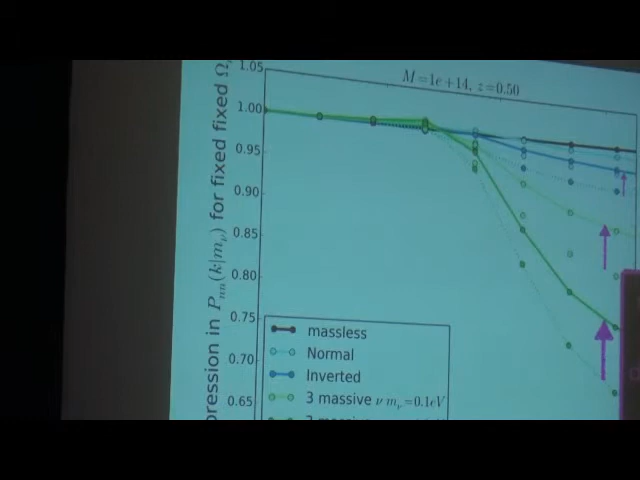 M=1e+14, z=0.50
1.05
1.00
0.95
0.90
0.85
0.80
0.75
0.70
0.65
pression in P_nn(k|m_ν) for fixed fixed Ω
massless
Normal
Inverted
3 massive ν m_ν=0.1eV